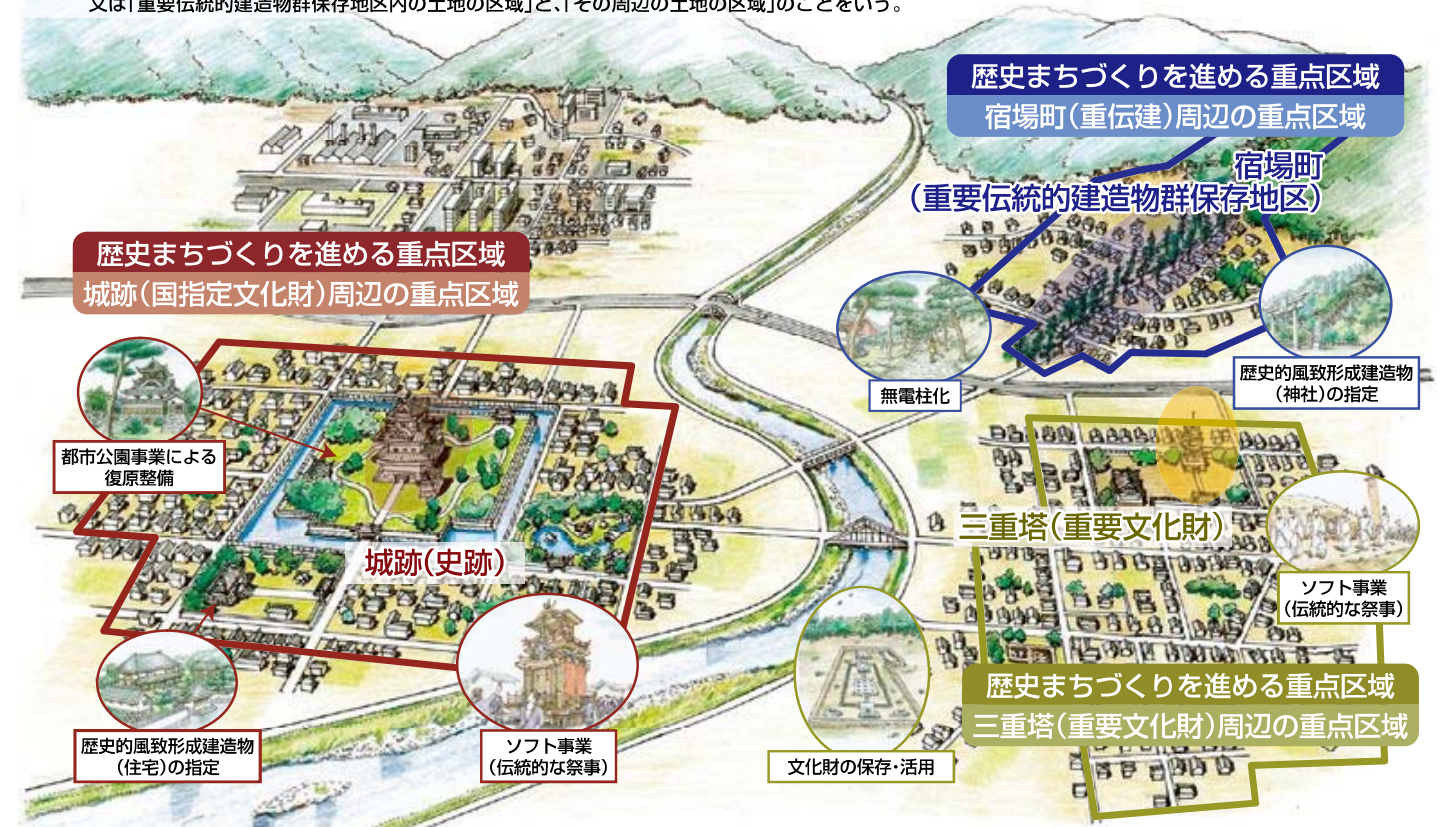 又は「重要伝統的建造物群保存地区内の土地の区域」と、「その周辺の土地の区域」のことをいう。
歴史まちづくりを進める重点区域
宿場町(重伝建)周辺の重点区域
宿場町
(重要伝統的建造物群保存地区)
歴史まちづくりを進める重点区域
城跡(国指定文化財)周辺の重点区域
無電柱化
歴史的風致形成建造物
(神社)の指定
都市公園事業による
復原整備
三重塔(重要文化財)
城跡(史跡)
ソフト事業
(伝統的な祭事)
歴史まちづくりを進める重点区域
三重塔(重要文化財)周辺の重点区域
歴史的風致形成建造物
(住宅)の指定
ソフト事業
(伝統的な祭事)
文化財の保存・活用